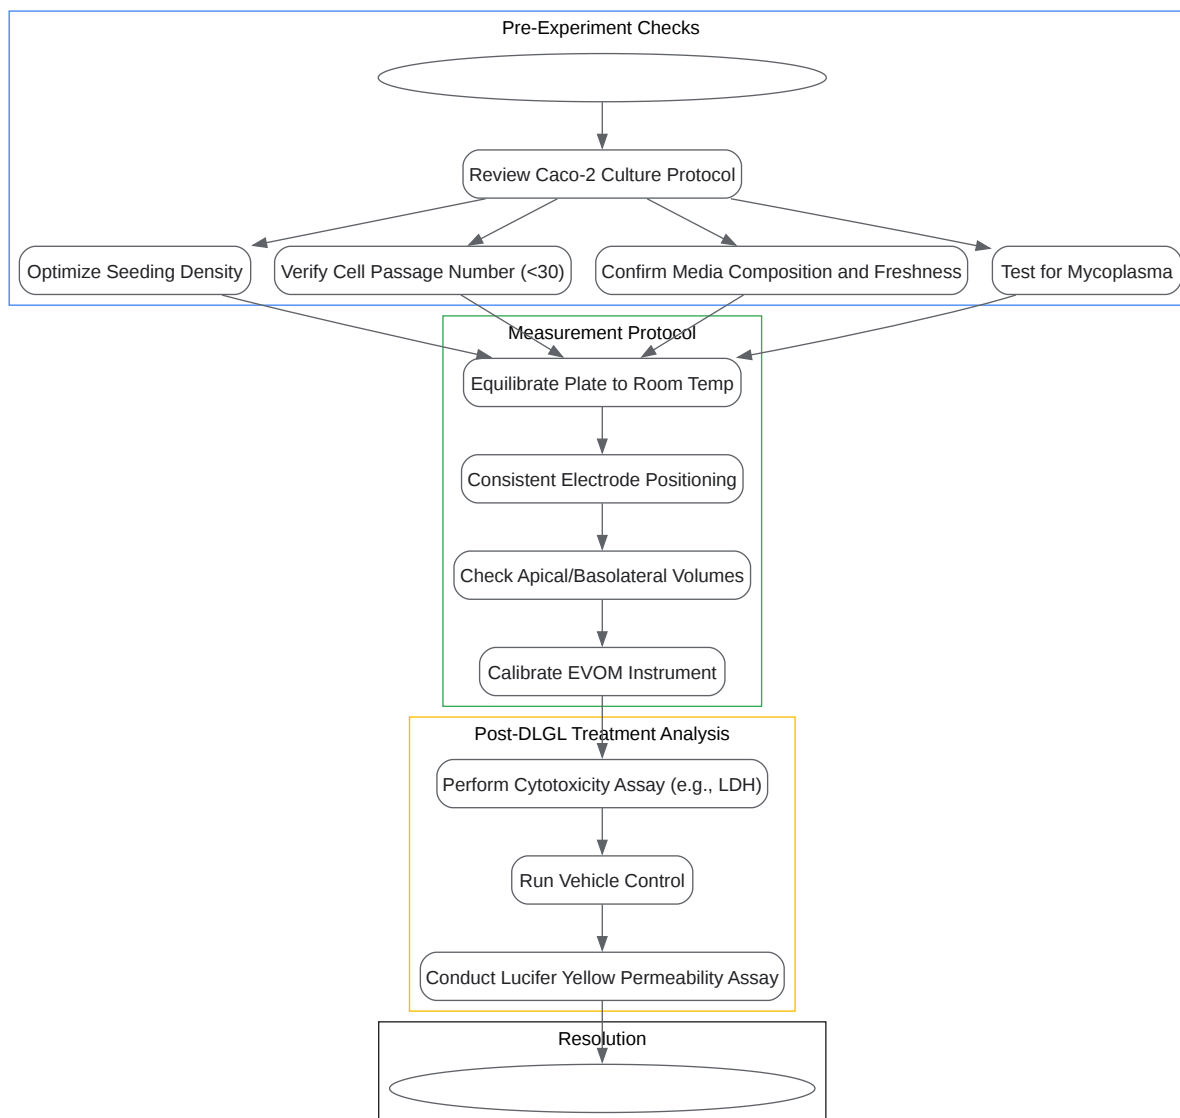 Pre-Experiment Checks
Review Caco-2 Culture Protocol
Optimize Seeding Density
Verify Cell Passage Number (<30)
Confirm Media Composition and Freshness
Test for Mycoplasma
Measurement Protocol
Equilibrate Plate to Room Temp
Consistent Electrode Positioning
Check Apical/Basolateral Volumes
Calibrate EVOM Instrument
Post-DLGL Treatment Analysis
Perform Cytotoxicity Assay (e.g., LDH)
Run Vehicle Control
Conduct Lucifer Yellow Permeability Assay
Resolution